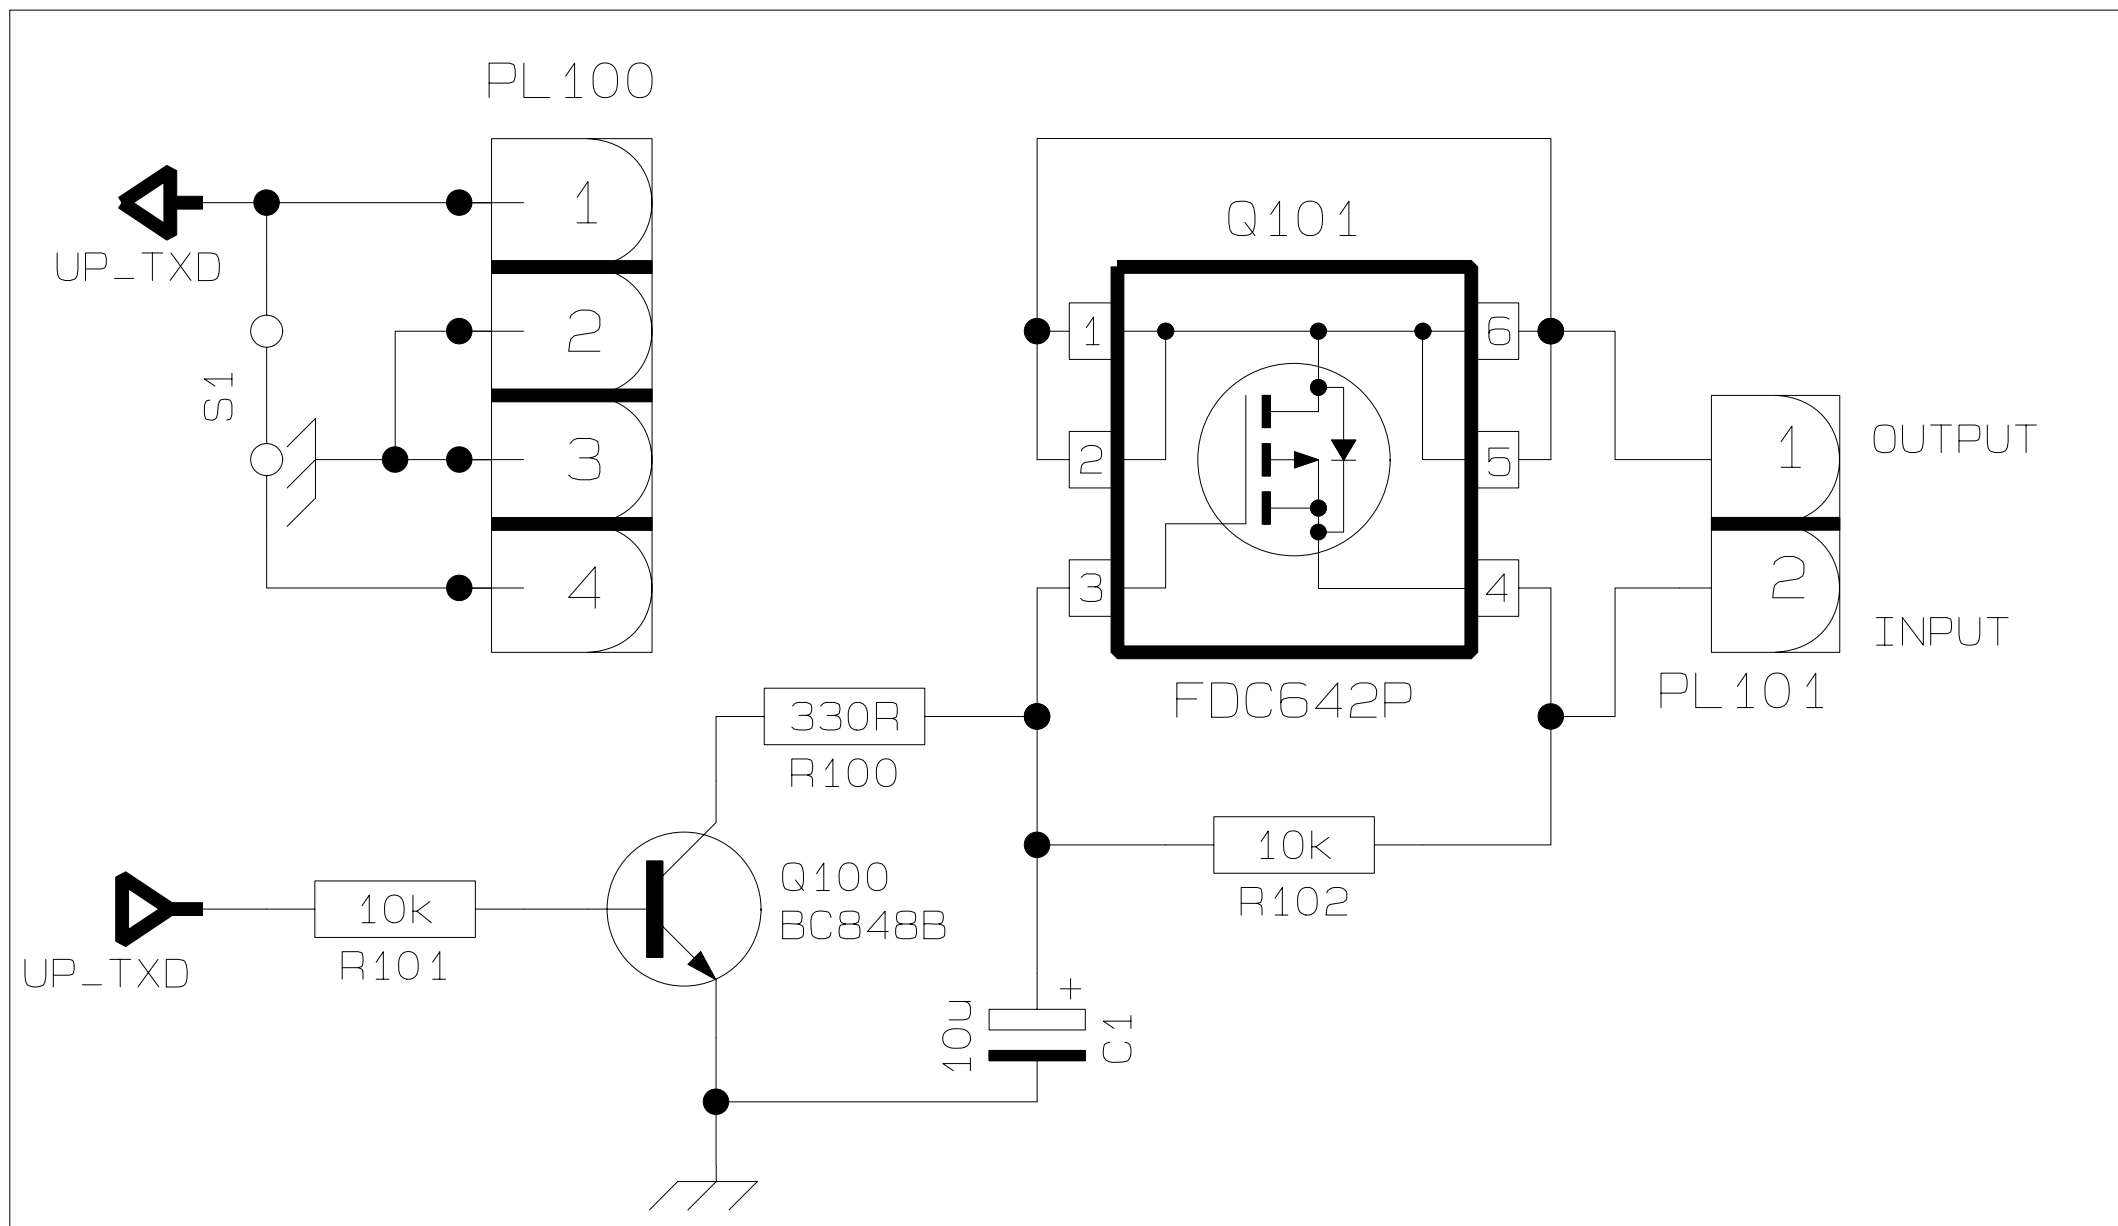 PL100
1
2
3
4
UP_TXD
S1
Q101
1
2
3
6
5
4
FDC642P
1
2
OUTPUT
INPUT
PL101
330R
R100
10K
R102
Q100
BC848B
UP_TXD
10K
R101
10u
+
C1